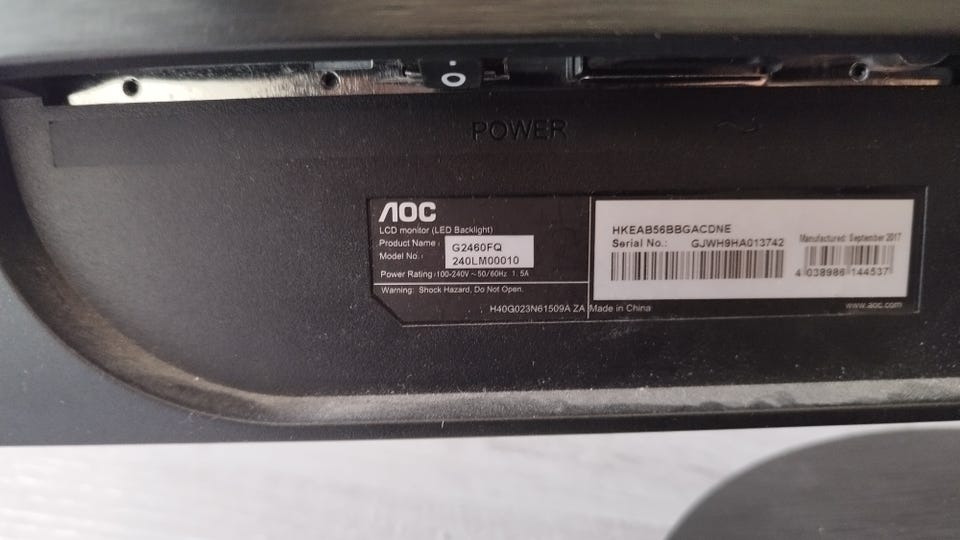 POWER
AOC
LCD monitor (LED Backlight)
Product Name : G2460FQ
Model No. : 240LM00010
Power Rating :100-240V ~ 50/60Hz 1.5A
Warning: Shock Hazard, Do Not Open.
H40G023N61509A ZA Made in China
HKEAB56BBGACDNE
Serial No.: GJWH9HA013742
Manufactured: September 2017
4 038986 144537
www.aoc.com